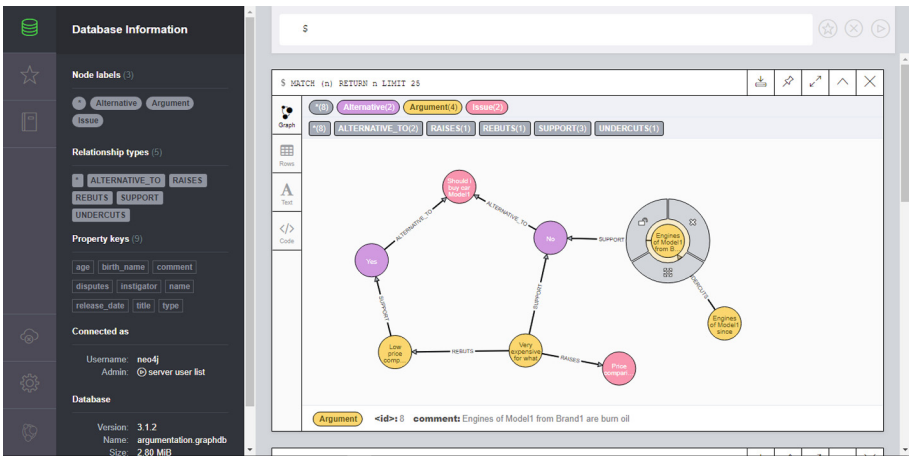 Database Information
Node labels (3)
* Alternative Argument
Issue
Relationship types (5)
* ALTERNATIVE_TO RAISES
REBUTS SUPPORT
UNDERCUTS
Property keys (9)
age birth_name comment
disputes instigator name
release_date title type
Connected as
Username: neo4j
Admin: server user list
Database
Version: 3.1.2
Name: argumentation.graphdb
Size: 2.80 MiB
$
$ MATCH (n) RETURN n LIMIT 25
Graph
Rows
A
Text
</>
Code
*(8) Alternative(2) Argument(4) Issue(2)
*(8) ALTERNATIVE_TO(2) RAISES(1) REBUTS(1) SUPPORT(3) UNDERCUTS(1)
Should I
buy car
Model1
ALTERNATIVE_TO
ALTERNATIVE_TO
Yes
No
SUPPORT
Engines
of Model1
from B...
SUPPORT
SUPPORT
Engines
of Model1
since
Low
price
comp...
REBUTS
Very
expensive
for what
RAISES
Price
compari...
Argument <id>: 8 comment: Engines of Model1 from Brand1 are burn oil